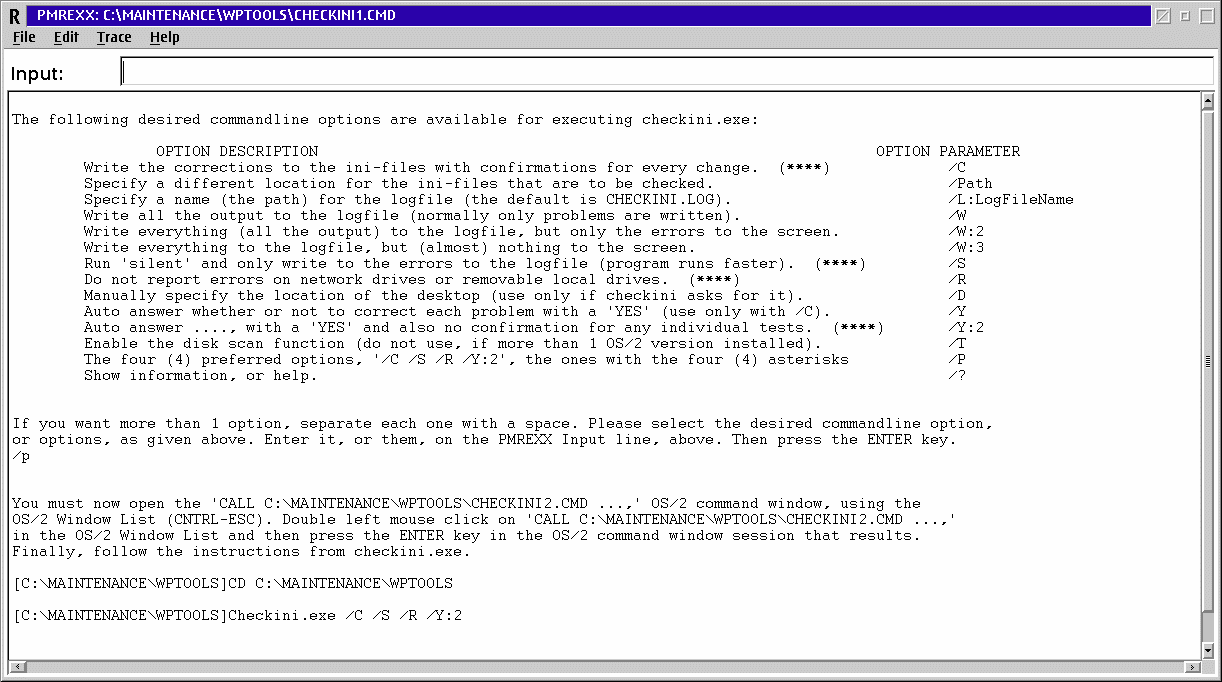 R PMREXX: C:\MAINTENANCE\WPTOOLS\CHECKINI1.CMD
File Edit Trace Help
Input:
The following desired commandline options are available for executing checkini.exe:
OPTION DESCRIPTION OPTION PARAMETER
Write the corrections to the ini-files with confirmations for every change. (****) /C
Specify a different location for the ini-files that are to be checked. /Path
Specify a name (the path) for the logfile (the default is CHECKINI.LOG). /L:LogFileName
Write all the output to the logfile (normally only problems are written). /W
Write everything (all the output) to the logfile, but only the errors to the screen. /W:2
Write everything to the logfile, but (almost) nothing to the screen. /W:3
Run 'silent' and only write to the errors to the logfile (program runs faster). (****) /S
Do not report errors on network drives or removable local drives. (****) /R
Manually specify the location of the desktop (use only if checkini asks for it). /D
Auto answer whether or not to correct each problem with a 'YES' (use only with /C). /Y
Auto answer ...., with a 'YES' and also no confirmation for any individual tests. (****) /Y:2
Enable the disk scan function (do not use, if more than 1 OS/2 version installed). /T
The four (4) preferred options, '/C /S /R /Y:2', the ones with the four (4) asterisks /P
Show information, or help. /?
If you want more than 1 option, separate each one with a space. Please select the desired commandline option,
or options, as given above. Enter it, or them, on the PMREXX Input line, above. Then press the ENTER key.
/p
You must now open the 'CALL C:\MAINTENANCE\WPTOOLS\CHECKINI2.CMD ...,' OS/2 command window, using the
OS/2 Window List (CNTRL-ESC). Double left mouse click on 'CALL C:\MAINTENANCE\WPTOOLS\CHECKINI2.CMD ...,'
in the OS/2 Window List and then press the ENTER key in the OS/2 command window session that results.
Finally, follow the instructions from checkini.exe.
[C:\MAINTENANCE\WPTOOLS]CD C:\MAINTENANCE\WPTOOLS
[C:\MAINTENANCE\WPTOOLS]Checkini.exe /C /S /R /Y:2